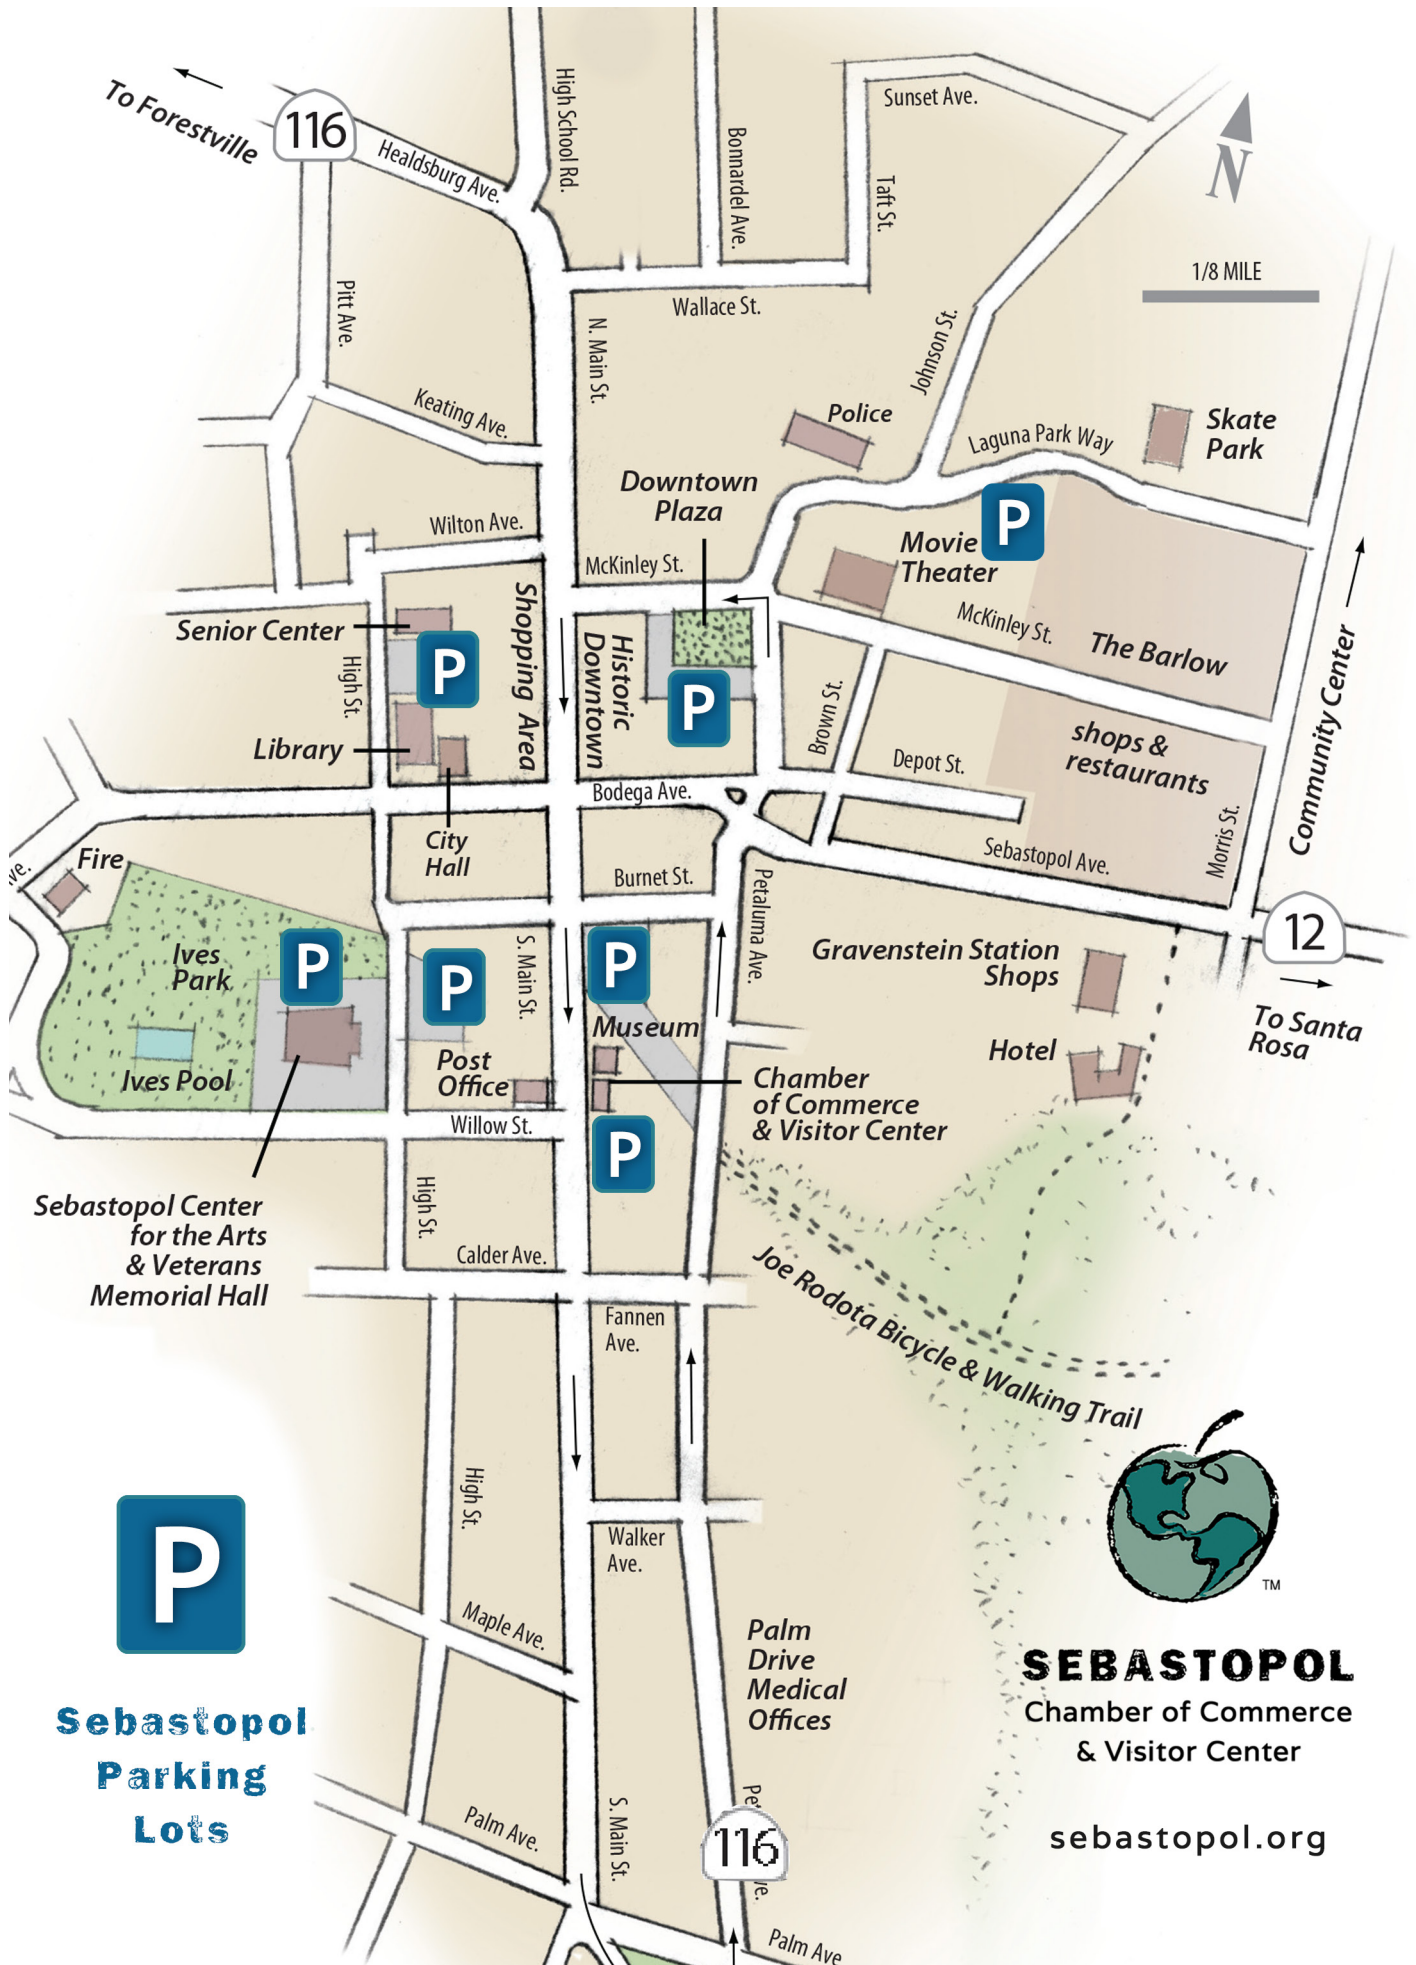 To Forestville
116
Healdsburg Ave.
High School Rd.
Bonnardel Ave.
Sunset Ave.
Taft St.
N
1/8 MILE
Pitt Ave.
Wallace St.
N. Main St.
Johnson St.
Keating Ave.
Police
Laguna Park Way
Skate
Park
Downtown
Plaza
Wilton Ave.
McKinley St.
P
Movie
Theater
McKinley St.
The Barlow
Shopping Area
Historic
Downtown
Senior Center
P
High St.
P
Library
Brown St.
shops &
restaurants
Depot St.
Community Center
Morris St.
Bodega Ave.
City
Hall
Sebastopol Ave.
Fire
ve.
Burnet St.
Petaluma Ave.
12
To Santa
Rosa
Ives
Park
P
P
S. Main St.
P
Gravenstein Station
Shops
Museum
Hotel
Ives Pool
Post
Office
Chamber
of Commerce
& Visitor Center
Willow St.
P
Sebastopol Center
for the Arts
& Veterans
Memorial Hall
High St.
Calder Ave.
Joe Rodota Bicycle & Walking Trail
Fannen
Ave.
High St.
Walker
Ave.
P
Sebastopol
Parking
Lots
Maple Ave.
Palm
Drive
Medical
Offices
TM
SEBASTOPOL
Chamber of Commerce
& Visitor Center
sebastopol.org
Palm Ave.
S. Main St.
Pe
116
ve.
Palm Ave